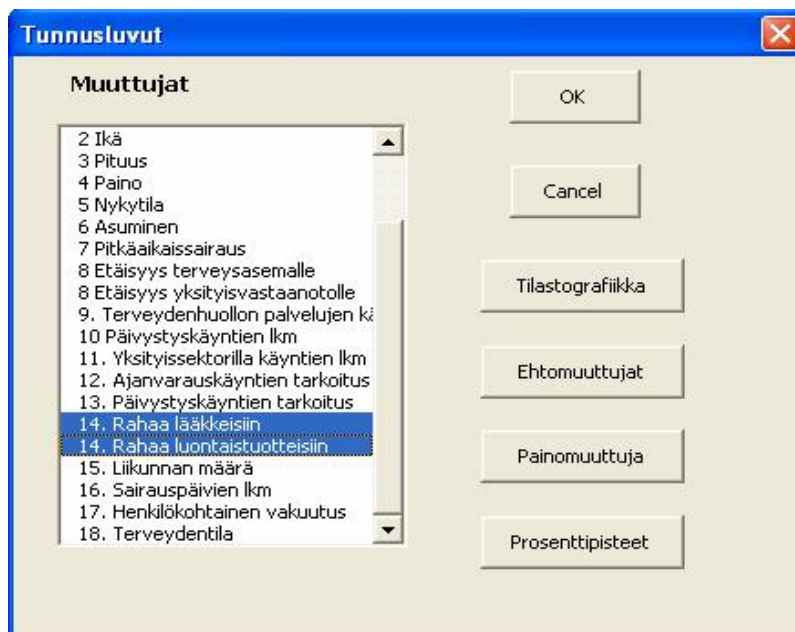 Tunnusluvut
Muuttujat
2 Ikä
3 Pituus
4 Paino
5 Nykytila
6 Asuminen
7 Pitkäaikaissairaus
8 Etäisyys terveysasemalle
8 Etäisyys yksityisvastaanotolle
9. Terveydenhuollon palvelujen kä
10 Päivystyskäyntien lkm
11. Yksityissektorilla käyntien lkm
12. Ajanvarauskäyntien tarkoitus
13. Päivystyskäyntien tarkoitus
14. Rahaa lääkkeisiin
14. Rahaa luontaistuotteisiin
15. Liikunnan määrä
16. Sairauspäivien lkm
17. Henkilökohtainen vakuutus
18. Terveydentila
OK
Cancel
Tilastografiikka
Ehtomuuttujat
Painomuuttuja
Prosenttipisteet